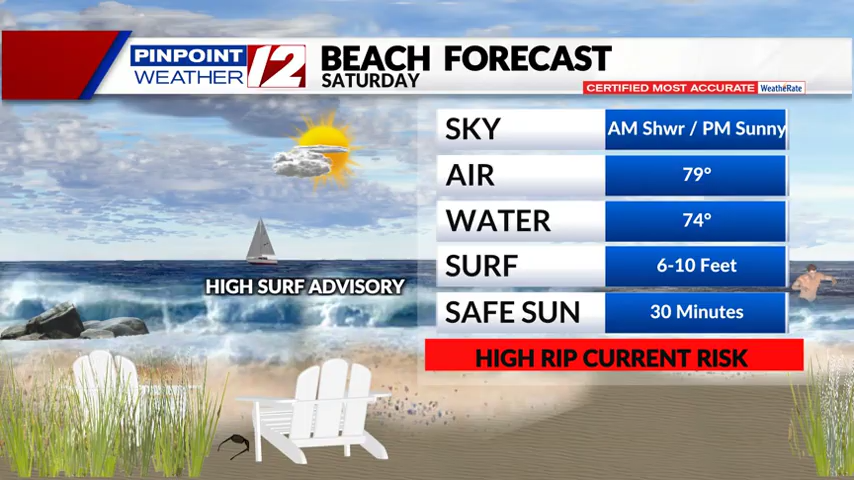 PINPOINT
WEATHER
12
BEACH FORECAST
SATURDAY
CERTIFIED MOST ACCURATE
WeatheRate
SKY AM Shwr / PM Sunny
AIR 79°
WATER 74°
SURF 6-10 Feet
SAFE SUN 30 Minutes
HIGH SURF ADVISORY
HIGH RIP CURRENT RISK